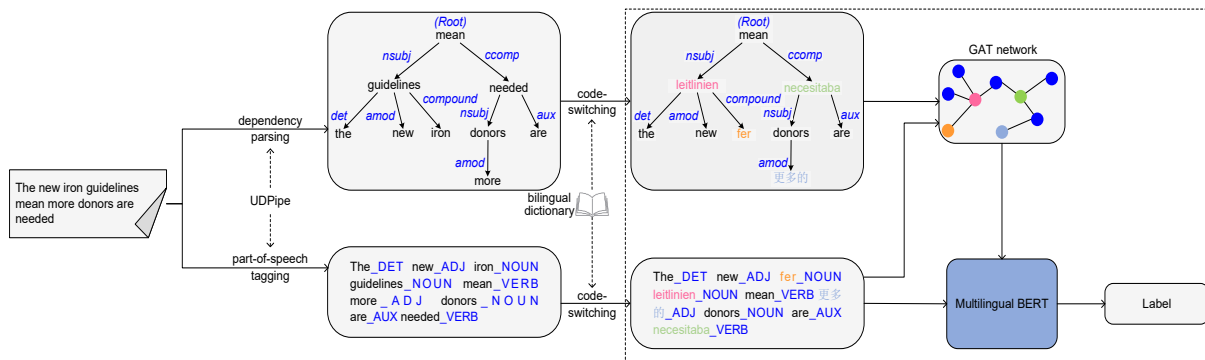 The new iron guidelines
mean more donors are
needed
dependency
parsing
UDPipe
part-of-speech
tagging
(Root)
mean
nsubj
ccomp
guidelines
needed
det
amod
compound
nsubj
aux
the
new
iron
donors
are
amod
more
The_DET new_ADJ iron_NOUN
guidelines_NOUN mean_VERB
more _ADJ donors _NOUN
are_AUX needed_VERB
code-
switching
bilingual
dictionary
code-
switching
(Root)
mean
nsubj
ccomp
leitlinien
necesitaba
det
amod
compound
nsubj
aux
the
new
fer
donors
are
amod
更多的
The_DET new_ADJ fer_NOUN
leitlinien_NOUN mean_VERB 更多
的_ADJ donors_NOUN are_AUX
necesitaba_VERB
GAT network
Multilingual BERT
Label